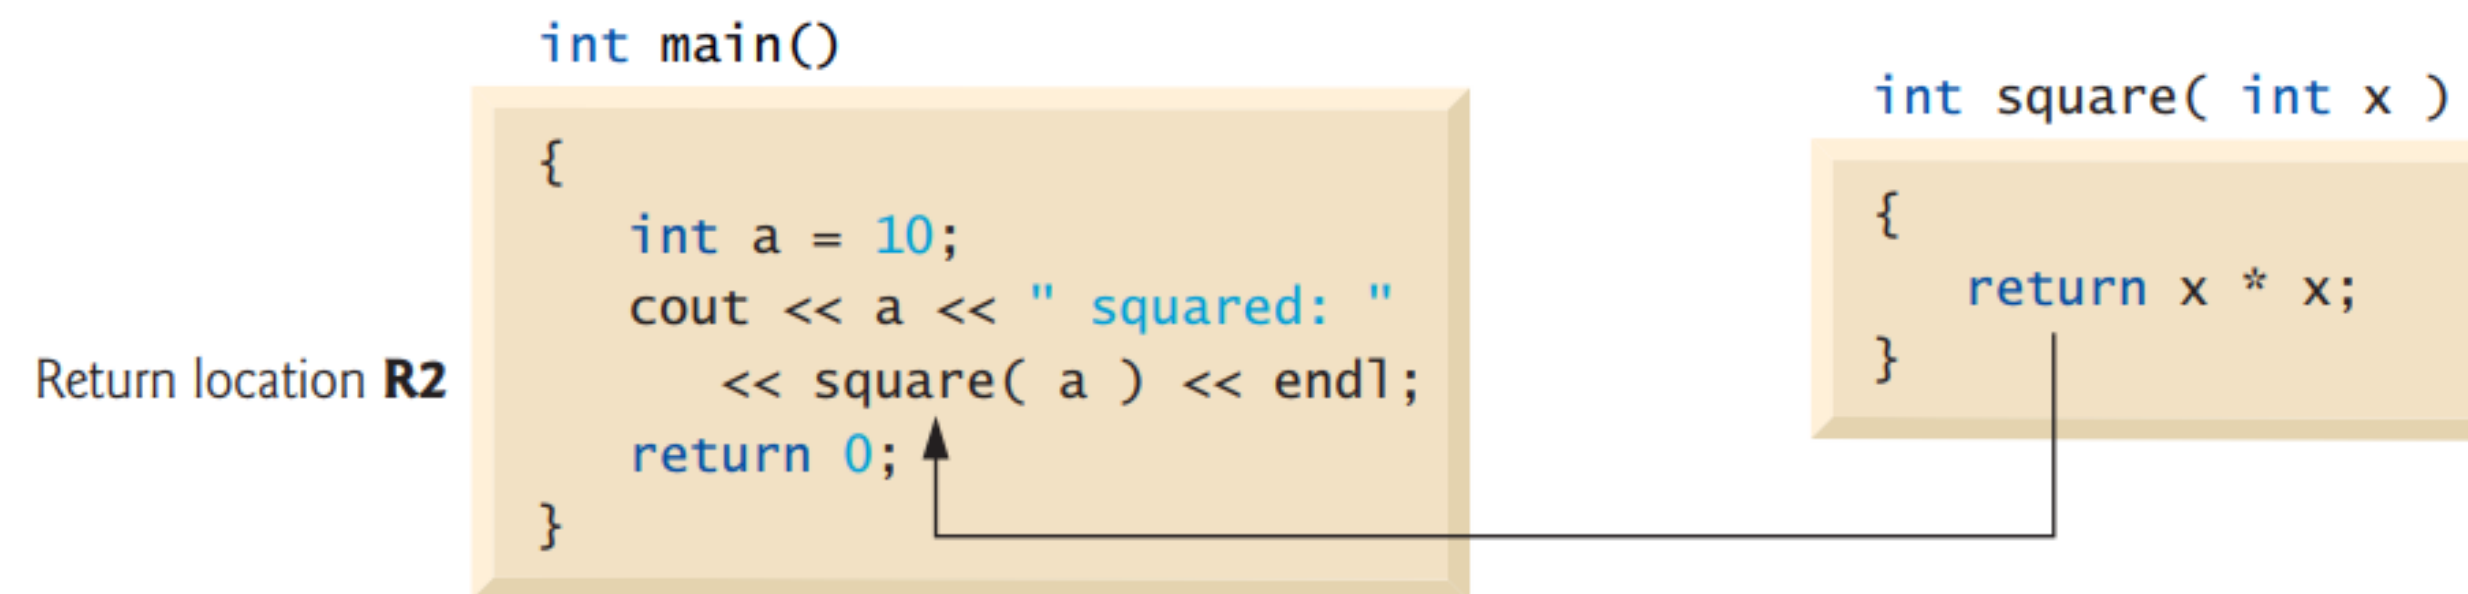 int main()
{
int a = 10;
cout << a << " squared: "
Return location R2
<< square( a ) << endl;
return 0;
}
int square( int x )
{
return x * x;
}